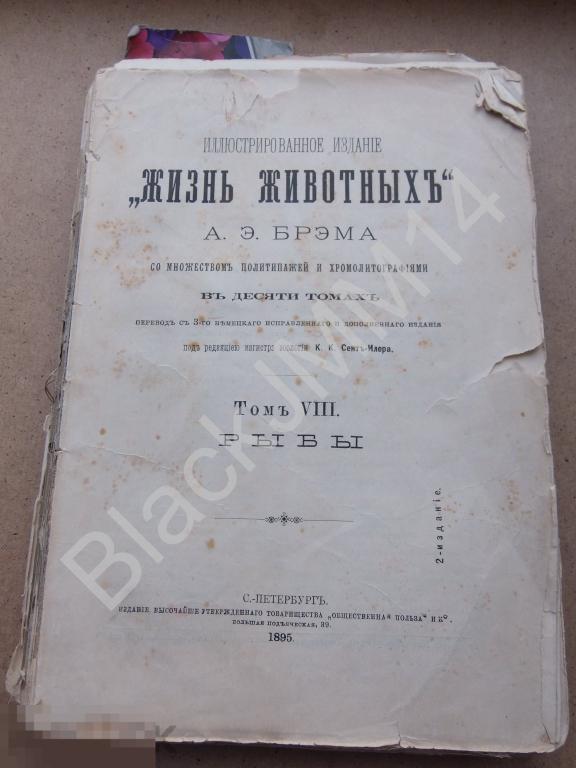 ИЛЛЮСТРИРОВАННОЕ ИЗДАНІЕ
„ЖИЗНЬ ЖИВОТНЫХЪ“
А. Э. БРЭМА
СО МНОЖЕСТВОМЪ ПОЛИТИПАЖЕЙ И ХРОМОЛИТОГРАФІЯМИ
ВЪ ДЕСЯТИ ТОМАХЪ
ПЕРЕВОДЪ СЪ 3-ГО НѢМЕЦКАГО ИСПРАВЛЕННАГО И ДОПОЛНЕННАГО ИЗДАНІЯ
подъ редакціею магистра зоологіи К. К. Сентъ-Илера.
Томъ VIII.
РЫБЫ
2-изданіе.
С.-ПЕТЕРБУРГЪ.
ИЗДАНІЕ ВЫСОЧАЙШЕ УТВЕРЖДЕННАГО ТОВАРИЩЕСТВА „ОБЩЕСТВЕННАЯ ПОЛЬЗА“ И Кº.
БОЛЬШАЯ ПОДЪЯЧЕСКАЯ, 39.
1895.
BlackJMM14